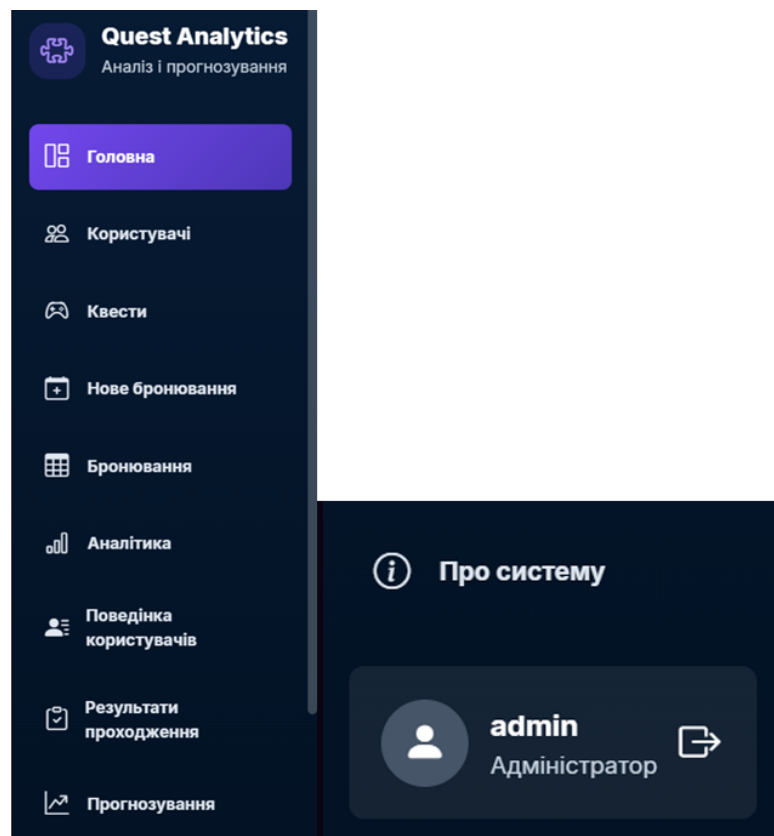 Quest Analytics
Аналіз і прогнозування
Головна
Користувачі
Квести
Нове бронювання
Бронювання
Аналітика
Поведінка
користувачів
Результати
проходження
Прогнозування
Про систему
admin
Адміністратор